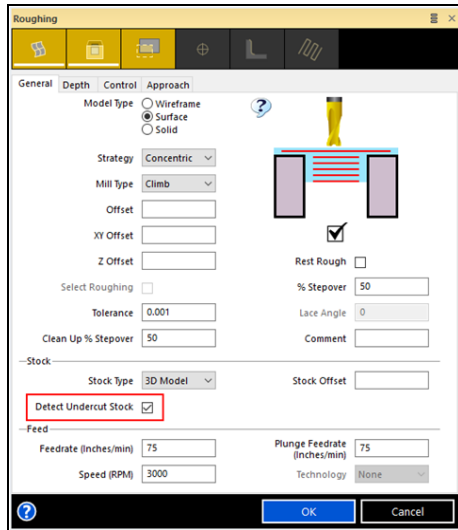 Roughing
General Depth Control Approach
Model Type Wireframe
Surface
Solid
Strategy Concentric
Mill Type Climb
Offset
XY Offset
Z Offset Rest Rough
Select Roughing % Stepover 50
Tolerance 0.001 Lace Angle 0
Clean Up % Stepover 50 Comment
Stock
Stock Type 3D Model Stock Offset
Detect Undercut Stock
Feed
Feedrate (Inches/min) 75 Plunge Feedrate (Inches/min) 75
Speed (RPM) 3000 Technology None
OK Cancel